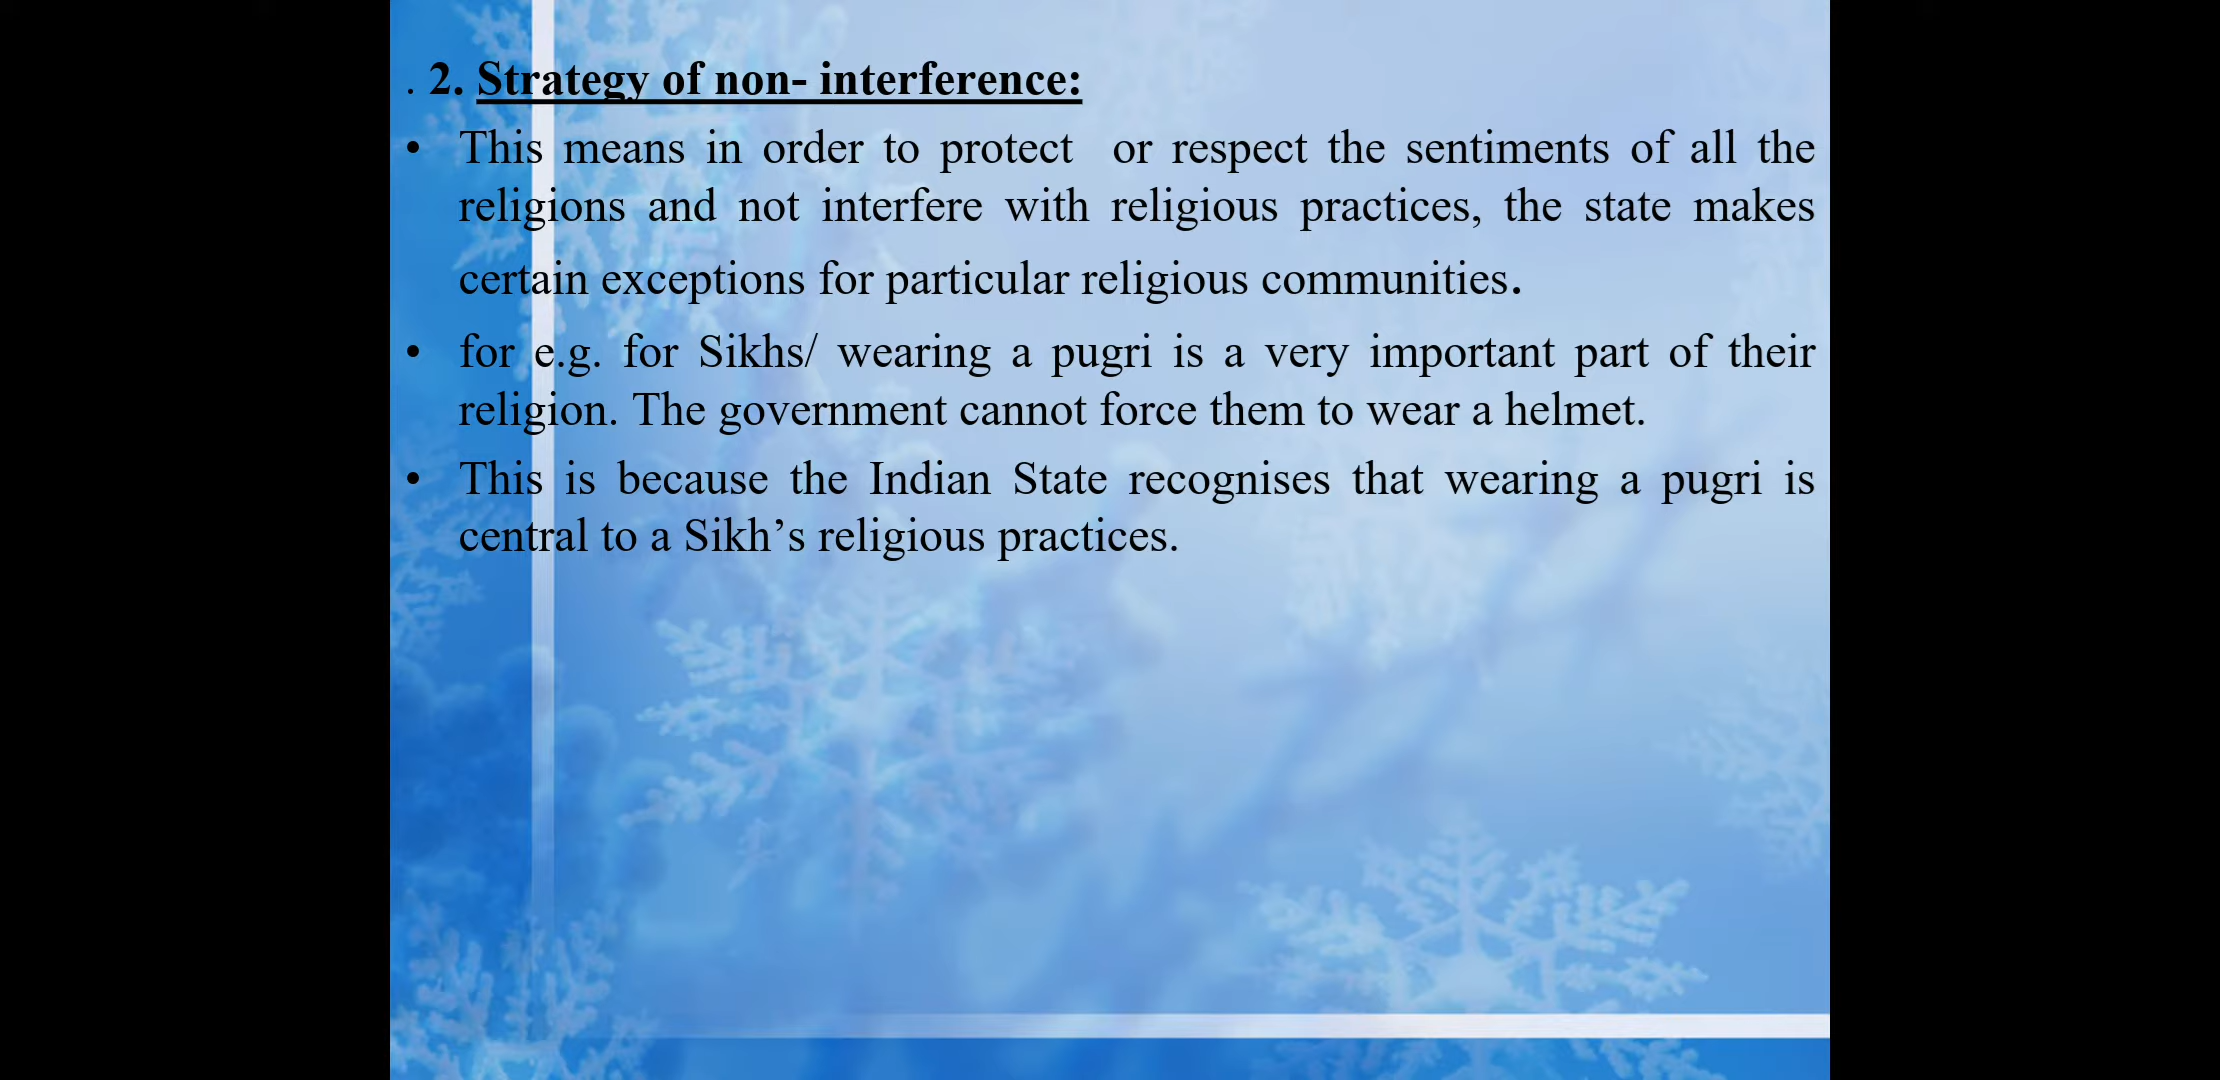 . 2. Strategy of non- interference:
• This means in order to protect  or respect the sentiments of all the
religions and not interfere with religious practices, the state makes
certain exceptions for particular religious communities.
• for e.g. for Sikhs/ wearing a pugri is a very important part of their
religion. The government cannot force them to wear a helmet.
• This is because the Indian State recognises that wearing a pugri is
central to a Sikh’s religious practices.